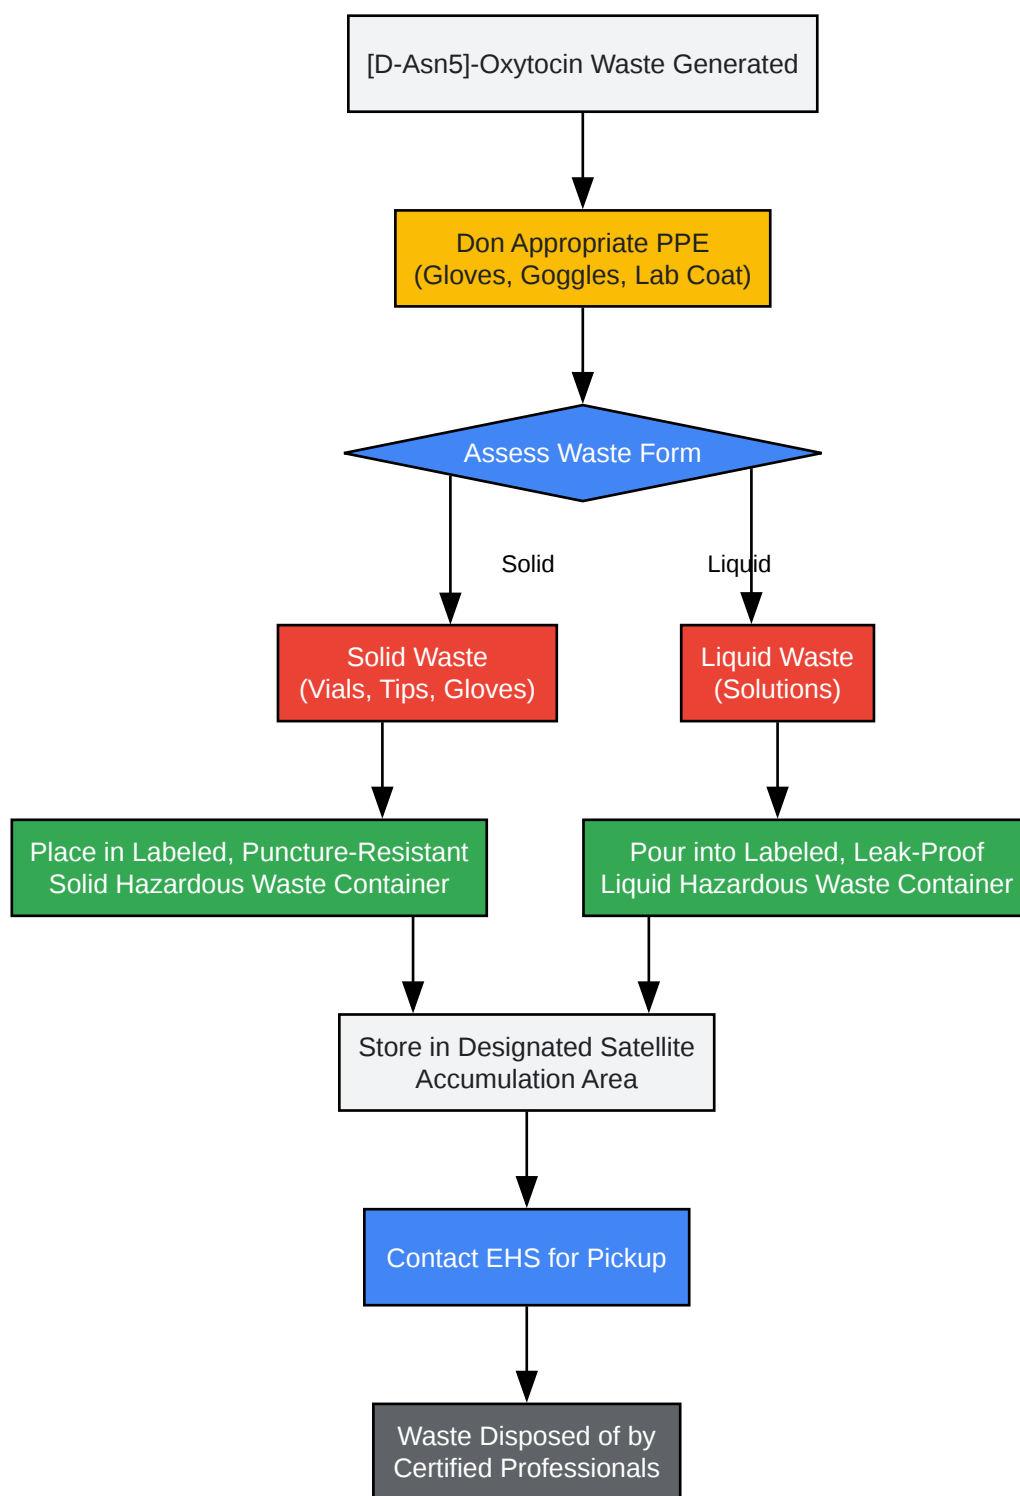 [D-Asn5]-Oxytocin Waste Generated
Don Appropriate PPE
(Gloves, Goggles, Lab Coat)
Assess Waste Form
Solid
Liquid
Solid Waste
(Vials, Tips, Gloves)
Liquid Waste
(Solutions)
Place in Labeled, Puncture-Resistant
Solid Hazardous Waste Container
Pour into Labeled, Leak-Proof
Liquid Hazardous Waste Container
Store in Designated Satellite
Accumulation Area
Contact EHS for Pickup
Waste Disposed of by
Certified Professionals